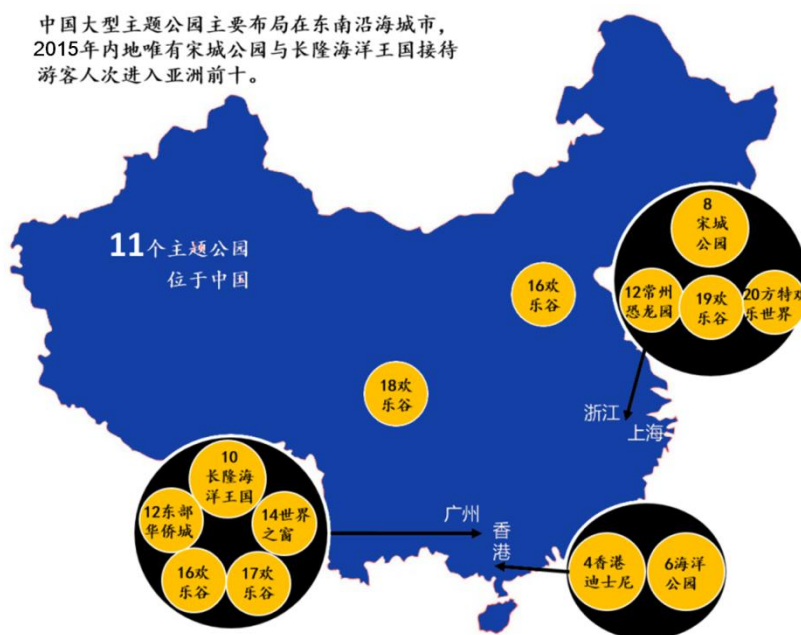 中国大型主题公园主要布局在东南沿海城市，
2015年内地唯有宋城公园与长隆海洋王国接待
游客人次进入亚洲前十。
11个主题公园
位于中国
8
宋城
公园
12常州
恐龙园
19欢
乐谷
20方特欢
乐世界
16欢
乐谷
18欢
乐谷
浙江
上海
10
长隆海
洋王国
12东部
华侨城
14世界
之窗
16欢
乐谷
17欢
乐谷
广州
香
港
4香港
迪士尼
6海洋
公园